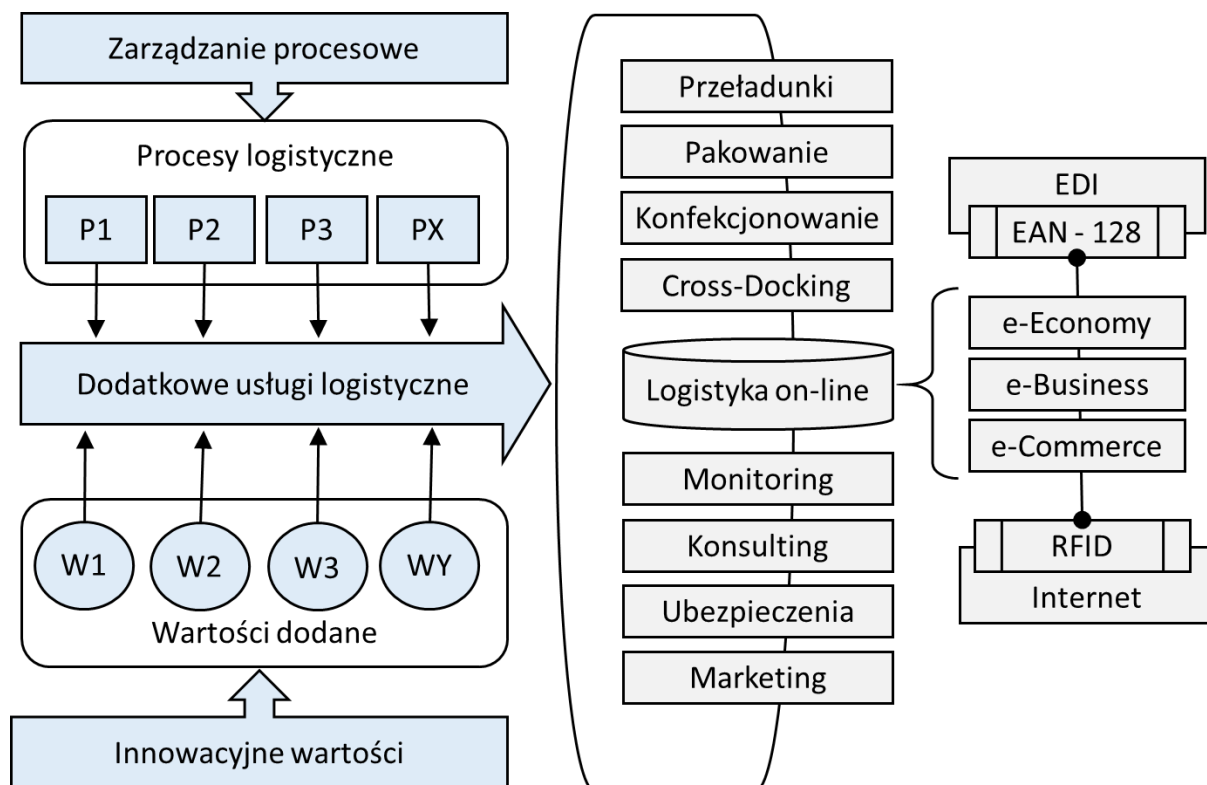 Zarządzanie procesowe
Procesy logistyczne
P1
P2
P3
PX
Dodatkowe usługi logistyczne
W1
W2
W3
WY
Wartości dodane
Innowacyjne wartości
Przeładunki
Pakowanie
Konfekcjonowanie
Cross-Docking
Logistyka on-line
Monitoring
Konsulting
Ubezpieczenia
Marketing
EDI
EAN - 128
e-Economy
e-Business
e-Commerce
RFID
Internet